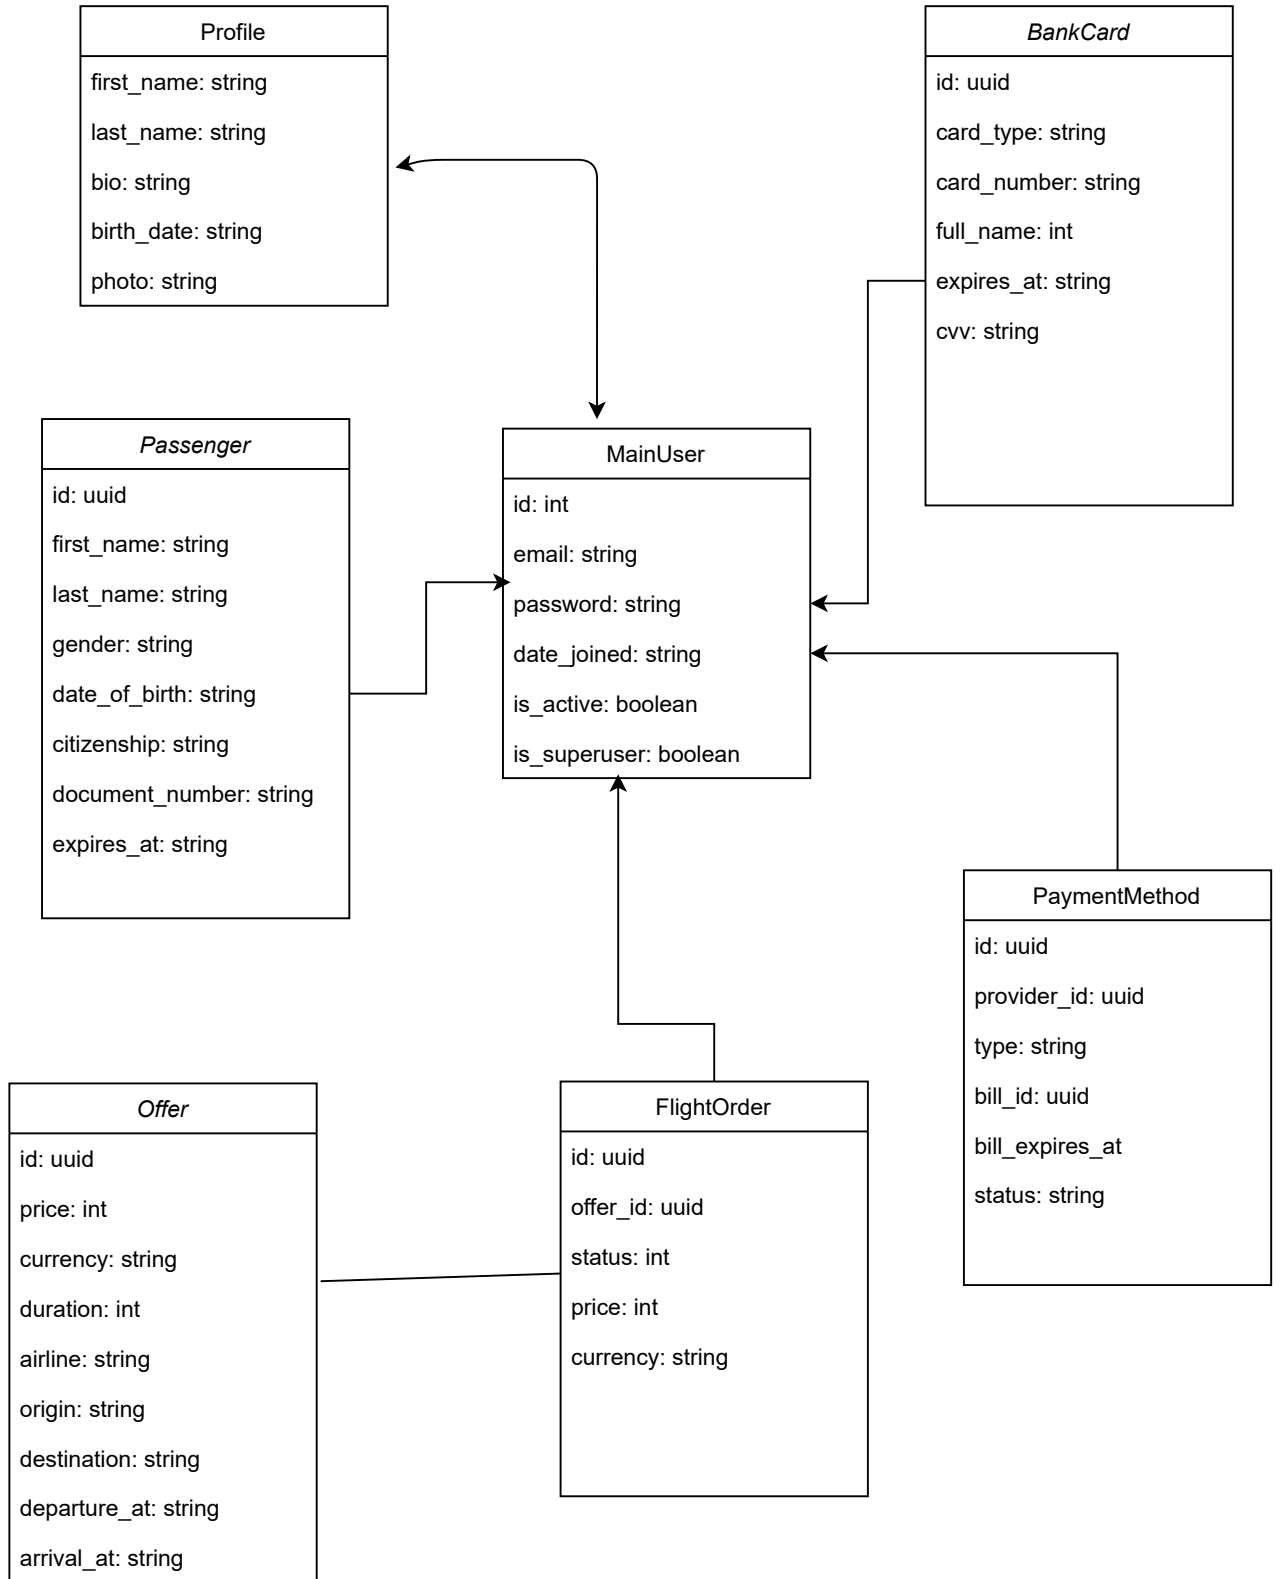 Profile
first_name: string
last_name: string
bio: string
birth_date: string
photo: string
BankCard
id: uuid
card_type: string
card_number: string
full_name: int
expires_at: string
cvv: string
Passenger
id: uuid
first_name: string
last_name: string
gender: string
date_of_birth: string
citizenship: string
document_number: string
expires_at: string
MainUser
id: int
email: string
password: string
date_joined: string
is_active: boolean
is_superuser: boolean
PaymentMethod
id: uuid
provider_id: uuid
type: string
bill_id: uuid
bill_expires_at
status: string
Offer
id: uuid
price: int
currency: string
duration: int
airline: string
origin: string
destination: string
departure_at: string
arrival_at: string
FlightOrder
id: uuid
offer_id: uuid
status: int
price: int
currency: string